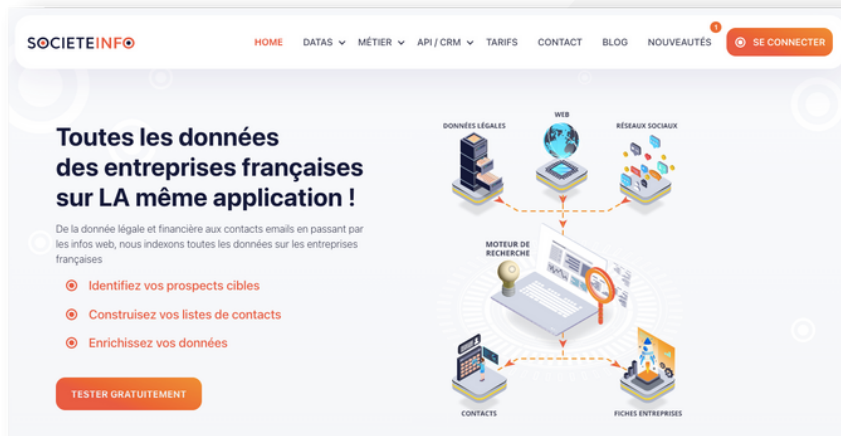 SOCIETEINFO
HOME DATAS MÉTIER API / CRM TARIFS CONTACT BLOG NOUVEAUTÉS 1 SE CONNECTER
Toutes les données
des entreprises françaises
sur LA même application !
De la donnée légale et financière aux contacts emails en passant par
les infos web, nous indexons toutes les données sur les entreprises
françaises
Identifiez vos prospects cibles
Construisez vos listes de contacts
Enrichissez vos données
TESTER GRATUITEMENT
DONNÉES LÉGALES
WEB
RÉSEAUX SOCIAUX
MOTEUR DE
RECHERCHE
CONTACTS
FICHES ENTREPRISES